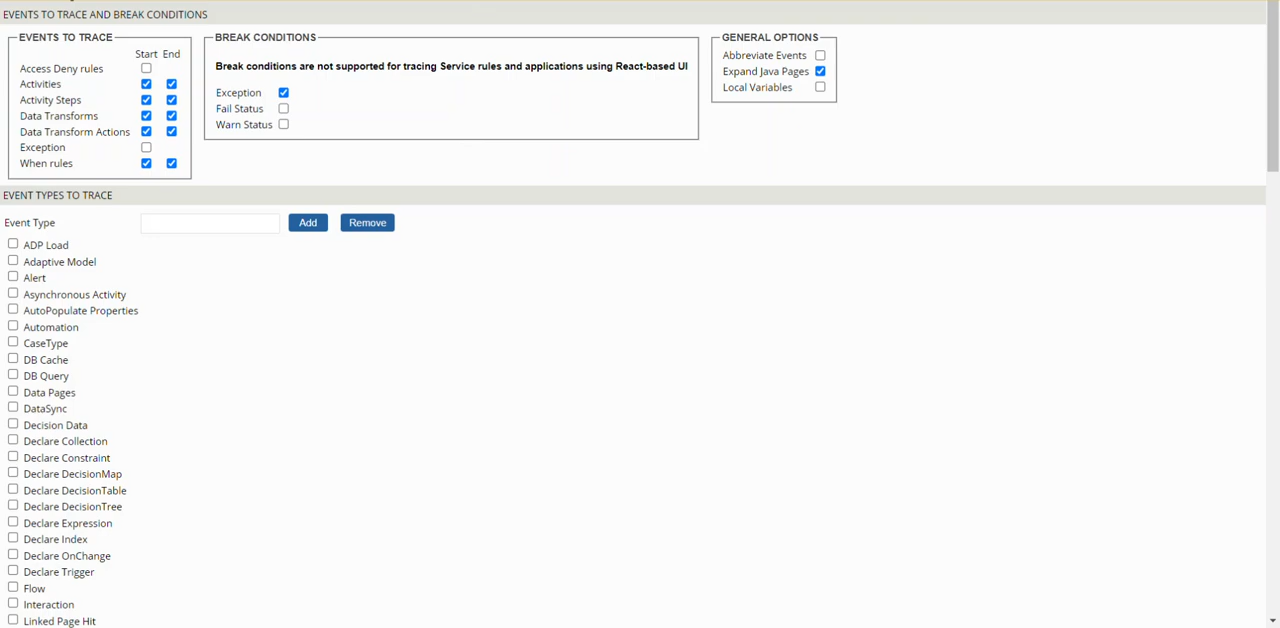 EVENTS TO TRACE AND BREAK CONDITIONS
EVENTS TO TRACE
Start End
Access Deny rules
Activities
Activity Steps
Data Transforms
Data Transform Actions
Exception
When rules
BREAK CONDITIONS
Break conditions are not supported for tracing Service rules and applications using React-based UI
Exception
Fail Status
Warn Status
GENERAL OPTIONS
Abbreviate Events
Expand Java Pages
Local Variables
EVENT TYPES TO TRACE
Event Type Add Remove
ADP Load
Adaptive Model
Alert
Asynchronous Activity
AutoPopulate Properties
Automation
CaseType
DB Cache
DB Query
Data Pages
DataSync
Decision Data
Declare Collection
Declare Constraint
Declare DecisionMap
Declare DecisionTable
Declare DecisionTree
Declare Expression
Declare Index
Declare OnChange
Declare Trigger
Flow
Interaction
Linked Page Hit